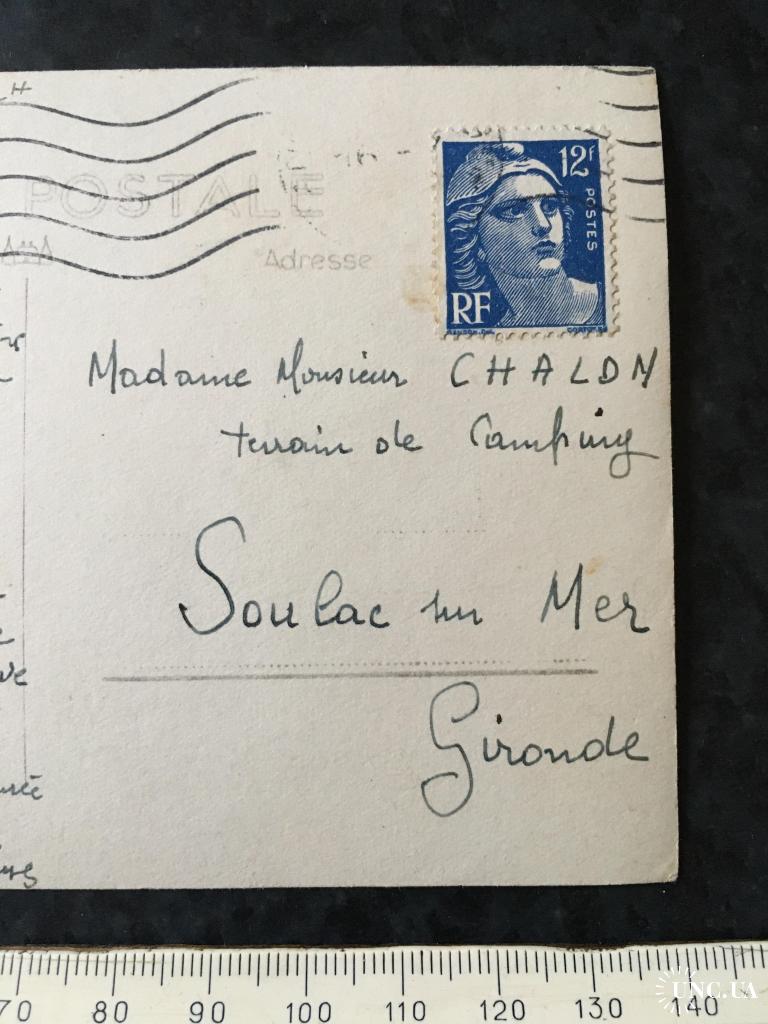 POSTALE
Adresse
12F
POSTES
RF
Madame Monsieur CHALDM
terrain de Camping
Soulac sur Mer
Gironde
70 80 90 100 110 120 130 140
UNC.UA